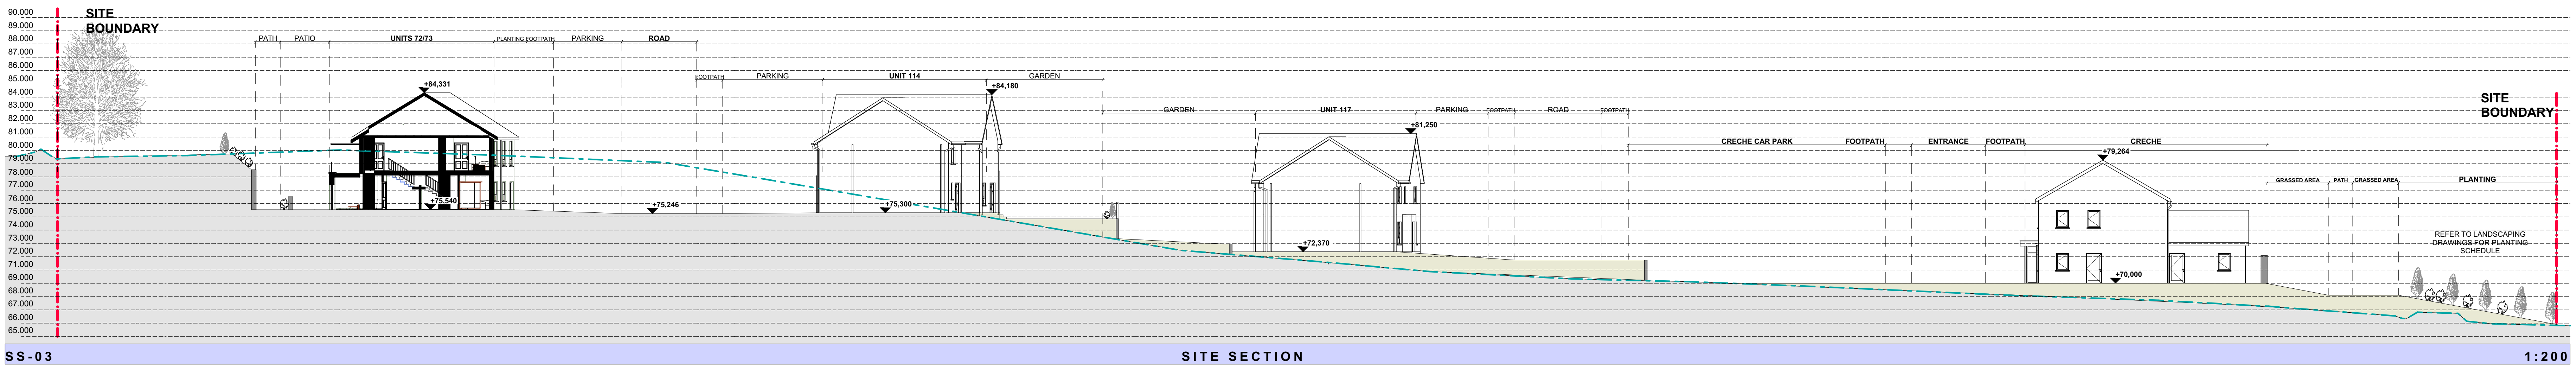 90.000
89.000
88.000
87.000
86.000
85.000
84.000
83.000
82.000
81.000
80.000
79.000
78.000
77.000
76.000
75.000
74.000
73.000
72.000
71.000
69.000
68.000
67.000
66.000
65.000
SITE
BOUNDARY
PATH
PATIO
UNITS 72/73
PLANTING
FOOTPATH
PARKING
ROAD
+84,331
+75,540
+75,246
FOOTPATH
PARKING
UNIT 114
GARDEN
+84,180
+75,300
GARDEN
UNIT 117
PARKING
FOOTPATH
ROAD
FOOTPATH
+81,250
+72,370
CRECHE CAR PARK
FOOTPATH
ENTRANCE
FOOTPATH
CRECHE
+79,264
+70,000
GRASSED AREA
PATH
GRASSED AREA
PLANTING
SITE
BOUNDARY
REFER TO LANDSCAPING
DRAWINGS FOR PLANTING
SCHEDULE
SS-03
SITE SECTION
1:200